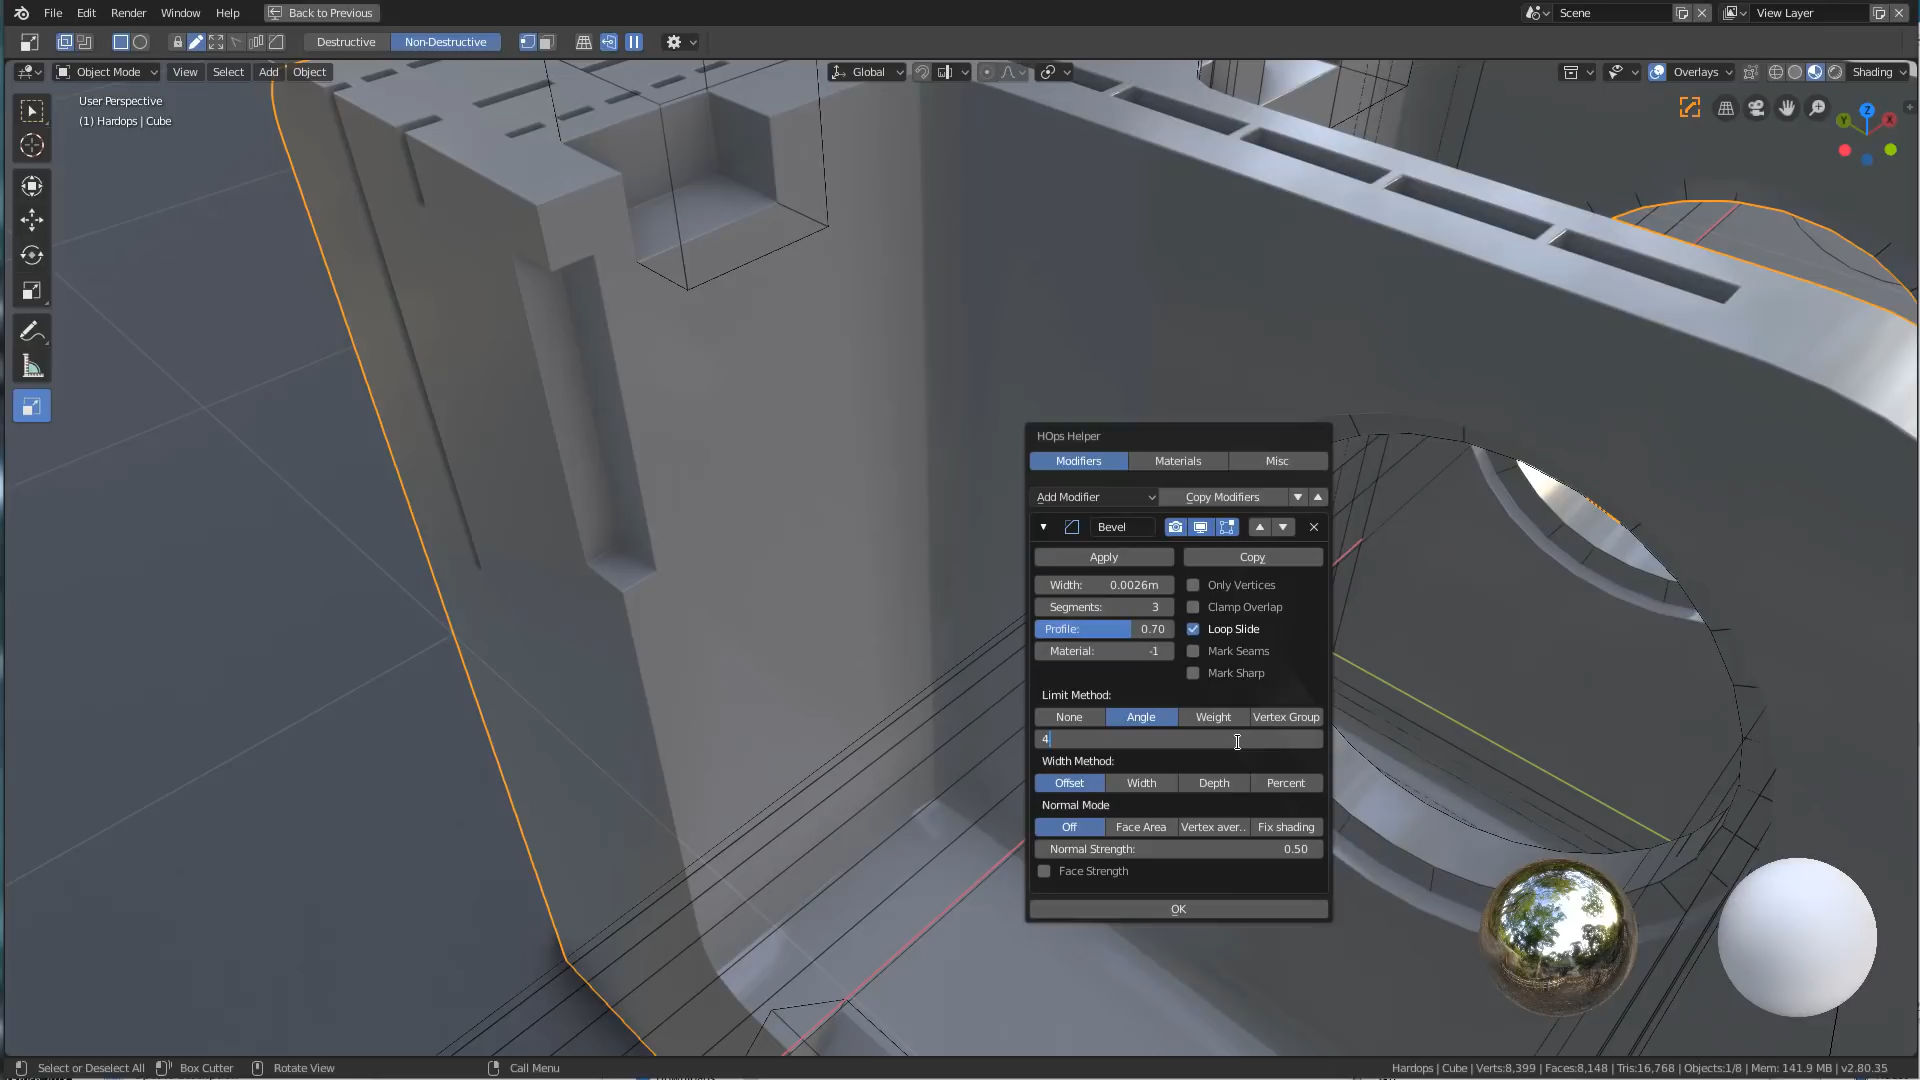 File Edit Render Window Help Back to Previous Scene View Layer
Destructive Non-Destructive
Object Mode View Select Add Object Global Overlays Shading
User Perspective
(1) Hardops | Cube
Z
Y X
HOps Helper
Modifiers Materials Misc
Add Modifier Copy Modifiers
Bevel
Apply Copy
Width: 0.0026m Only Vertices
Segments: 3 Clamp Overlap
Profile: 0.70 Loop Slide
Material: -1 Mark Seams
Mark Sharp
Limit Method:
None Angle Weight Vertex Group
4
Width Method:
Offset Width Depth Percent
Normal Mode
Off Face Area Vertex aver.. Fix shading
Normal Strength: 0.50
Face Strength
OK
Select or Deselect All Box Cutter Rotate View Call Menu Hardops | Cube | Verts:8,399 | Faces:8,148 | Tris:16,768 | Objects:1/8 | Mem: 141.9 MB | v2.80.35